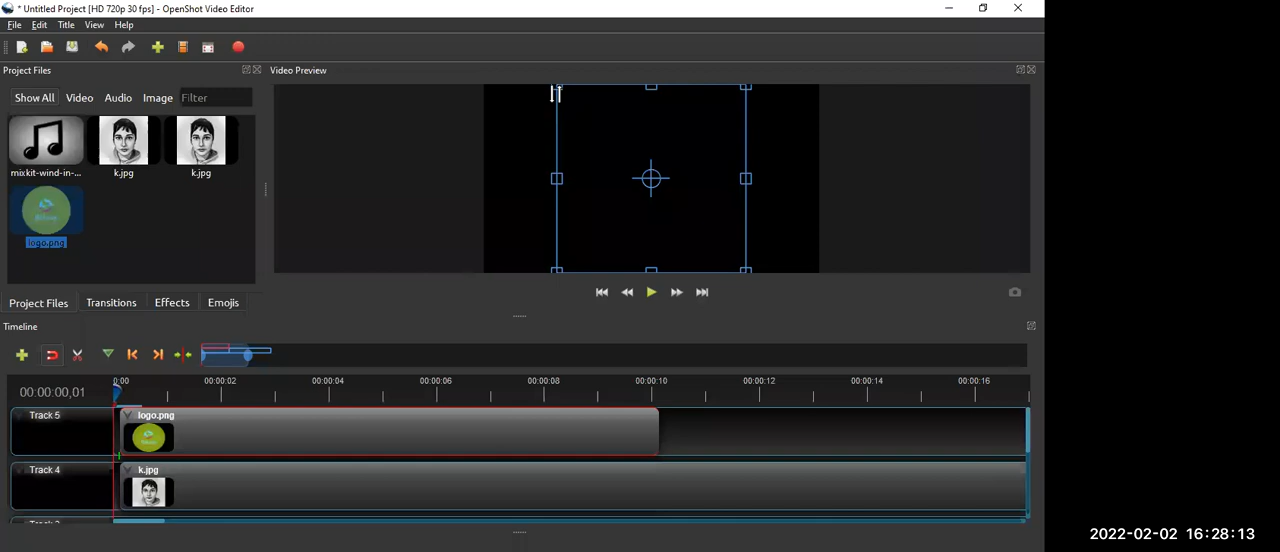 * Untitled Project [HD 720p 30 fps] - OpenShot Video Editor
File Edit Title View Help
Project Files
Video Preview
Show All Video Audio Image Filter
mixkit-wind-in-... k.jpg k.jpg
logo.png
Project Files Transitions Effects Emojis
Timeline
00:00:00,01
0:00 00:00:02 00:00:04 00:00:06 00:00:08 00:00:10 00:00:12 00:00:14 00:00:16
Track 5 logo.png
Track 4 k.jpg
2022-02-02 16:28:13